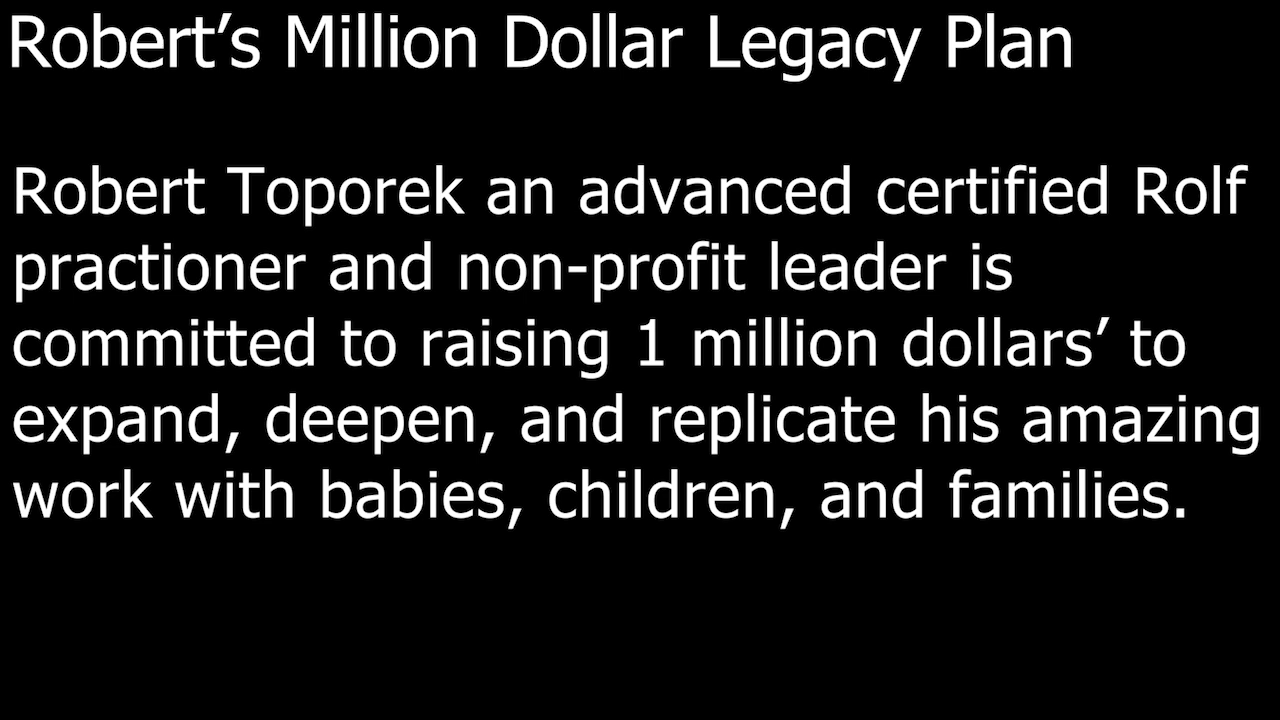 Robert’s Million Dollar Legacy Plan
Robert Toporek an advanced certified Rolf
practioner and non-profit leader is
committed to raising 1 million dollars’ to
expand, deepen, and replicate his amazing
work with babies, children, and families.